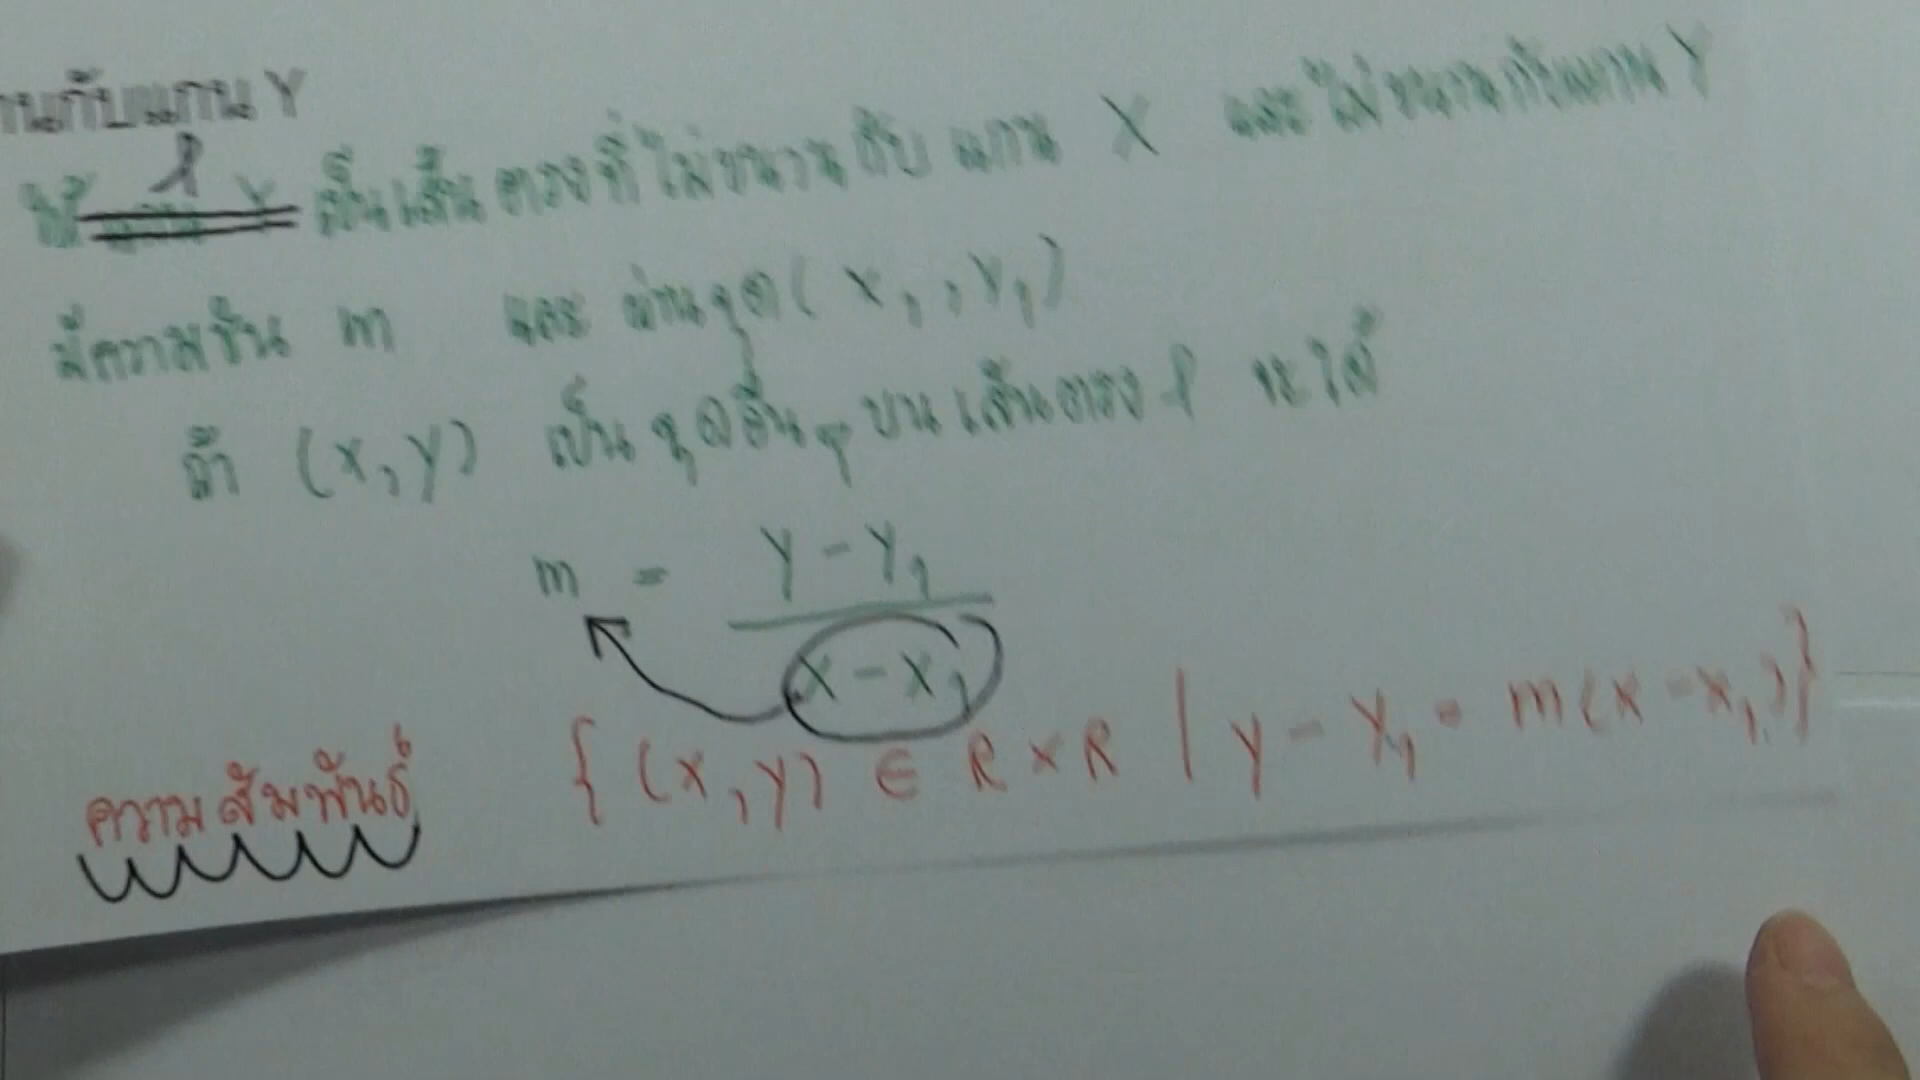 านกับแกน Y
ให้ l เป็นเส้นตรงที่ไม่ขนานกับ แกน X และไม่ขนานกับแกน Y
มีความชัน m และ ผ่านจุด (x₁, y₁)
ถ้า (x, y) เป็น จุดอื่นๆ บนเส้นตรง l จะได้
m = y - y₁
x - x₁
ความสัมพันธ์ { (x, y) ∈ R × R | y - y₁ = m(x - x₁)}